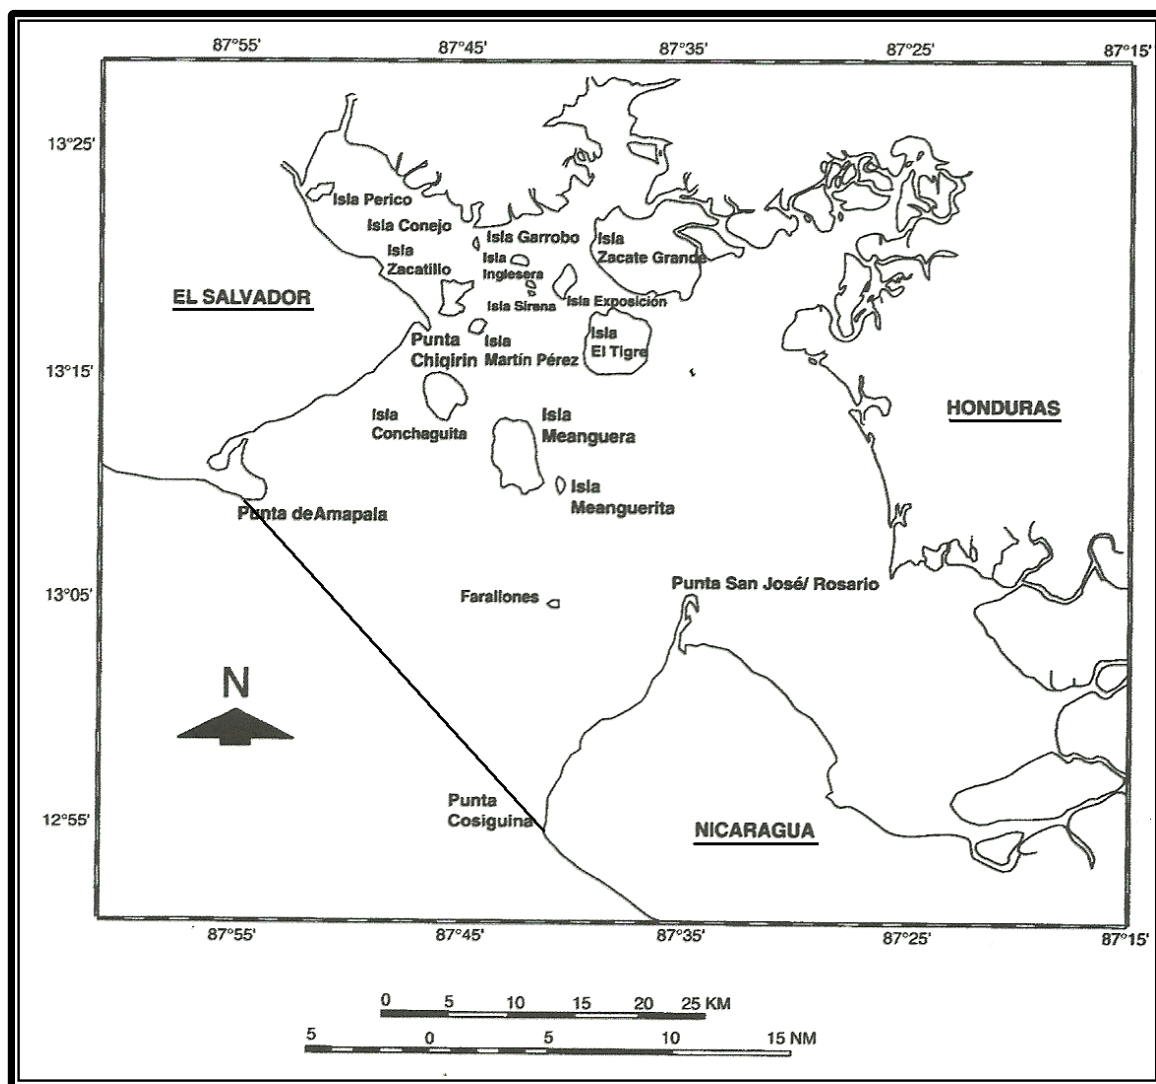 87°55' 87°45' 87°35' 87°25' 87°15'
13°25'
Isla Perico
Isla Conejo
Isla Garrobo
Isla
Zacate Grande
Isla
Zacatillo
Isla
Inglesera
Isla Sirena
Isla Exposición
EL SALVADOR
Punta
Chiqirin
Isla
Martín Pérez
Isla
El Tigre
13°15'
Isla
Conchaguita
Isla
Meanguera
HONDURAS
Isla
Meanguerita
Punta de Amapala
13°05'
Farallones
Punta San José/ Rosario
N
Punta
Cosiguina
12°55'
NICARAGUA
87°55' 87°45' 87°35' 87°25' 87°15'
0 5 10 15 20 25 KM
5 0 5 10 15 NM